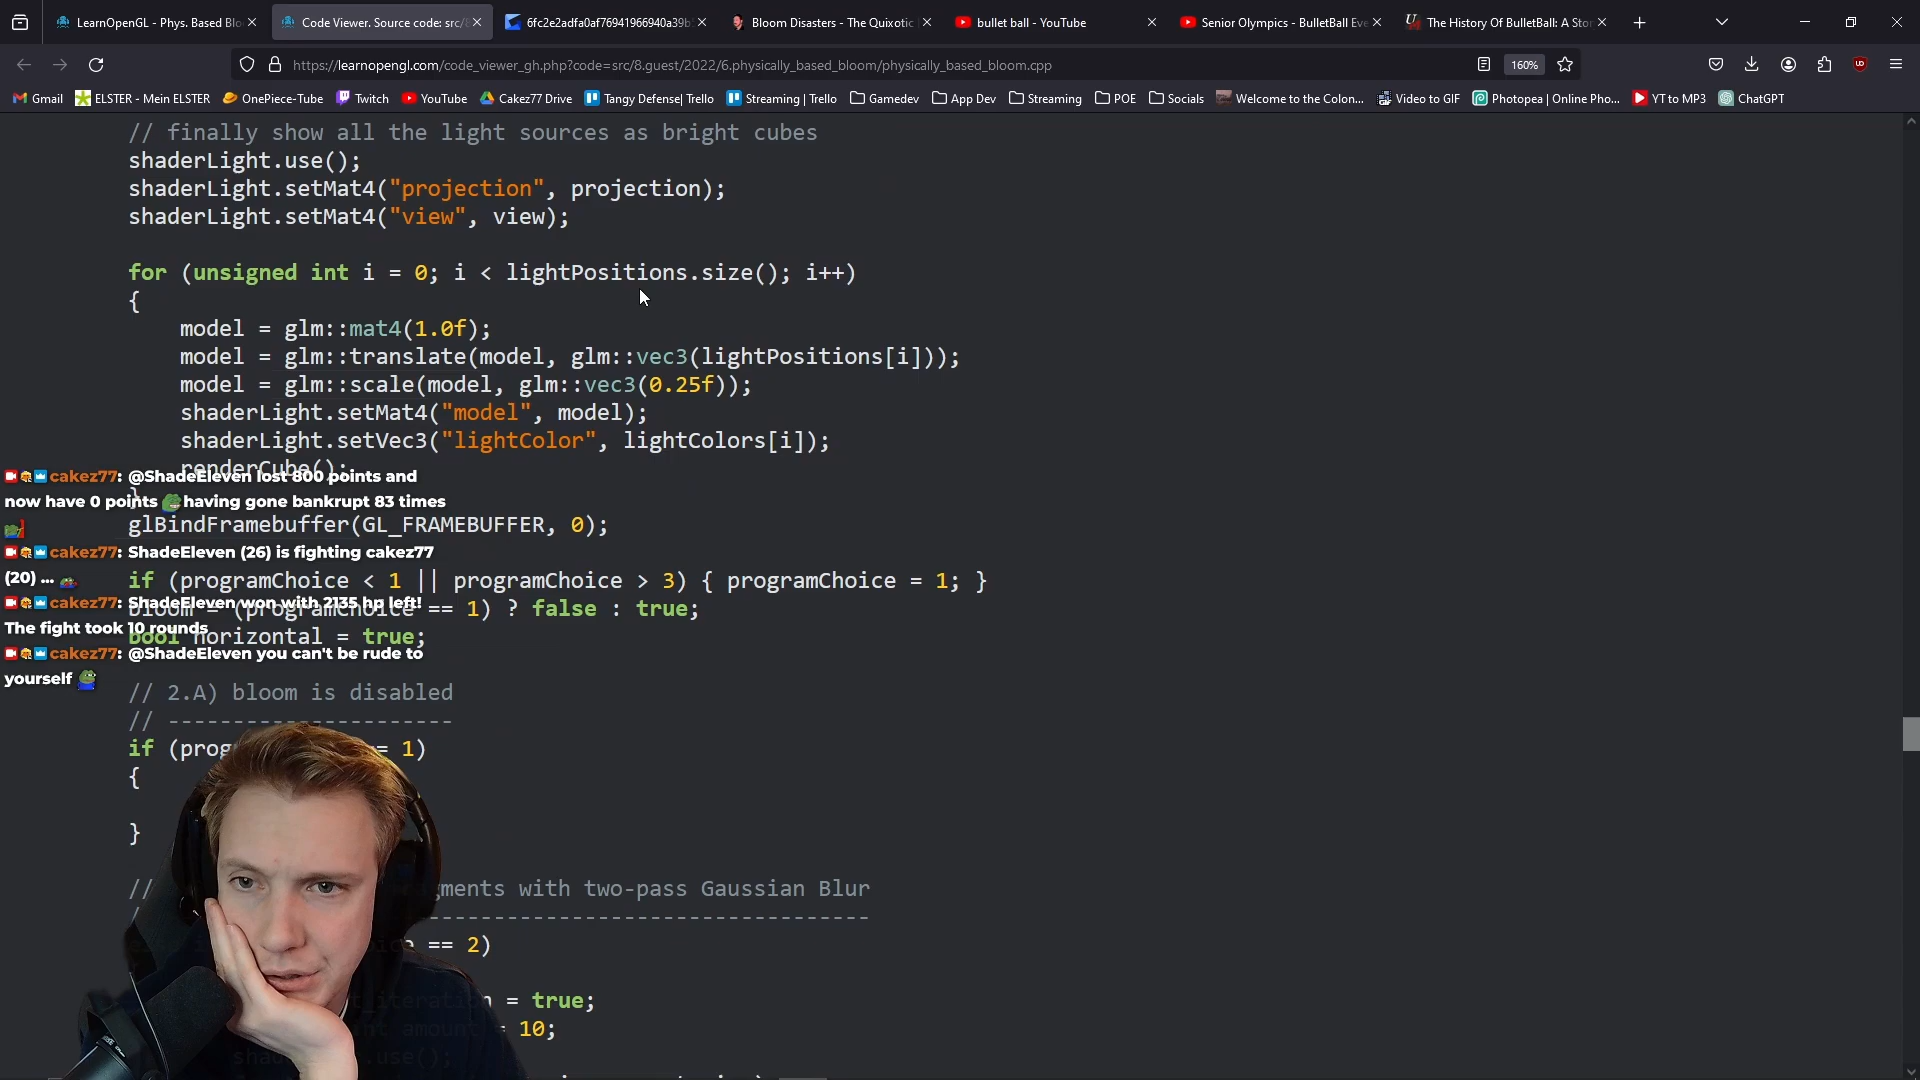 LearnOpenGL - Phys. Based Blo
Code Viewer. Source code: src/8
6fc2e2adfa0af76941966940a39b
Bloom Disasters - The Quixotic
bullet ball - YouTube
Senior Olympics - BulletBall Eve
The History Of BulletBall: A Stor
https://learnopengl.com/code_viewer_gh.php?code=src/8.guest/2022/6.physically_based_bloom/physically_based_bloom.cpp
160%
Gmail
ELSTER - Mein ELSTER
OnePiece-Tube
Twitch
YouTube
Cakez77 Drive
Tangy Defense| Trello
Streaming | Trello
Gamedev
App Dev
Streaming
POE
Socials
Welcome to the Colon...
Video to GIF
Photopea | Online Pho...
YT to MP3
ChatGPT
// finally show all the light sources as bright cubes
shaderLight.use();
shaderLight.setMat4("projection", projection);
shaderLight.setMat4("view", view);
for (unsigned int i = 0; i < lightPositions.size(); i++)
{
model = glm::mat4(1.0f);
model = glm::translate(model, glm::vec3(lightPositions[i]));
model = glm::scale(model, glm::vec3(0.25f));
shaderLight.setMat4("model", model);
shaderLight.setVec3("lightColor", lightColors[i]);
renderCube();
cakez77: @ShadeEleven lost 800 points and
now have 0 points having gone bankrupt 83 times
}
glBindFramebuffer(GL_FRAMEBUFFER, 0);
cakez77: ShadeEleven (26) is fighting cakez77
(20) ...
if (programChoice < 1 || programChoice > 3) { programChoice = 1; }
cakez77: ShadeEleven won with 2135 hp left!
bloom = (programChoice == 1) ? false : true;
The fight took 10 rounds
bool horizontal = true;
cakez77: @ShadeEleven you can't be rude to
yourself
// 2.A) bloom is disabled
// ----------------------
if (prog = 1)
{
}
// gments with two-pass Gaussian Blur
-----------------------------------
== 2)
= true;
amount = 10;
.use();